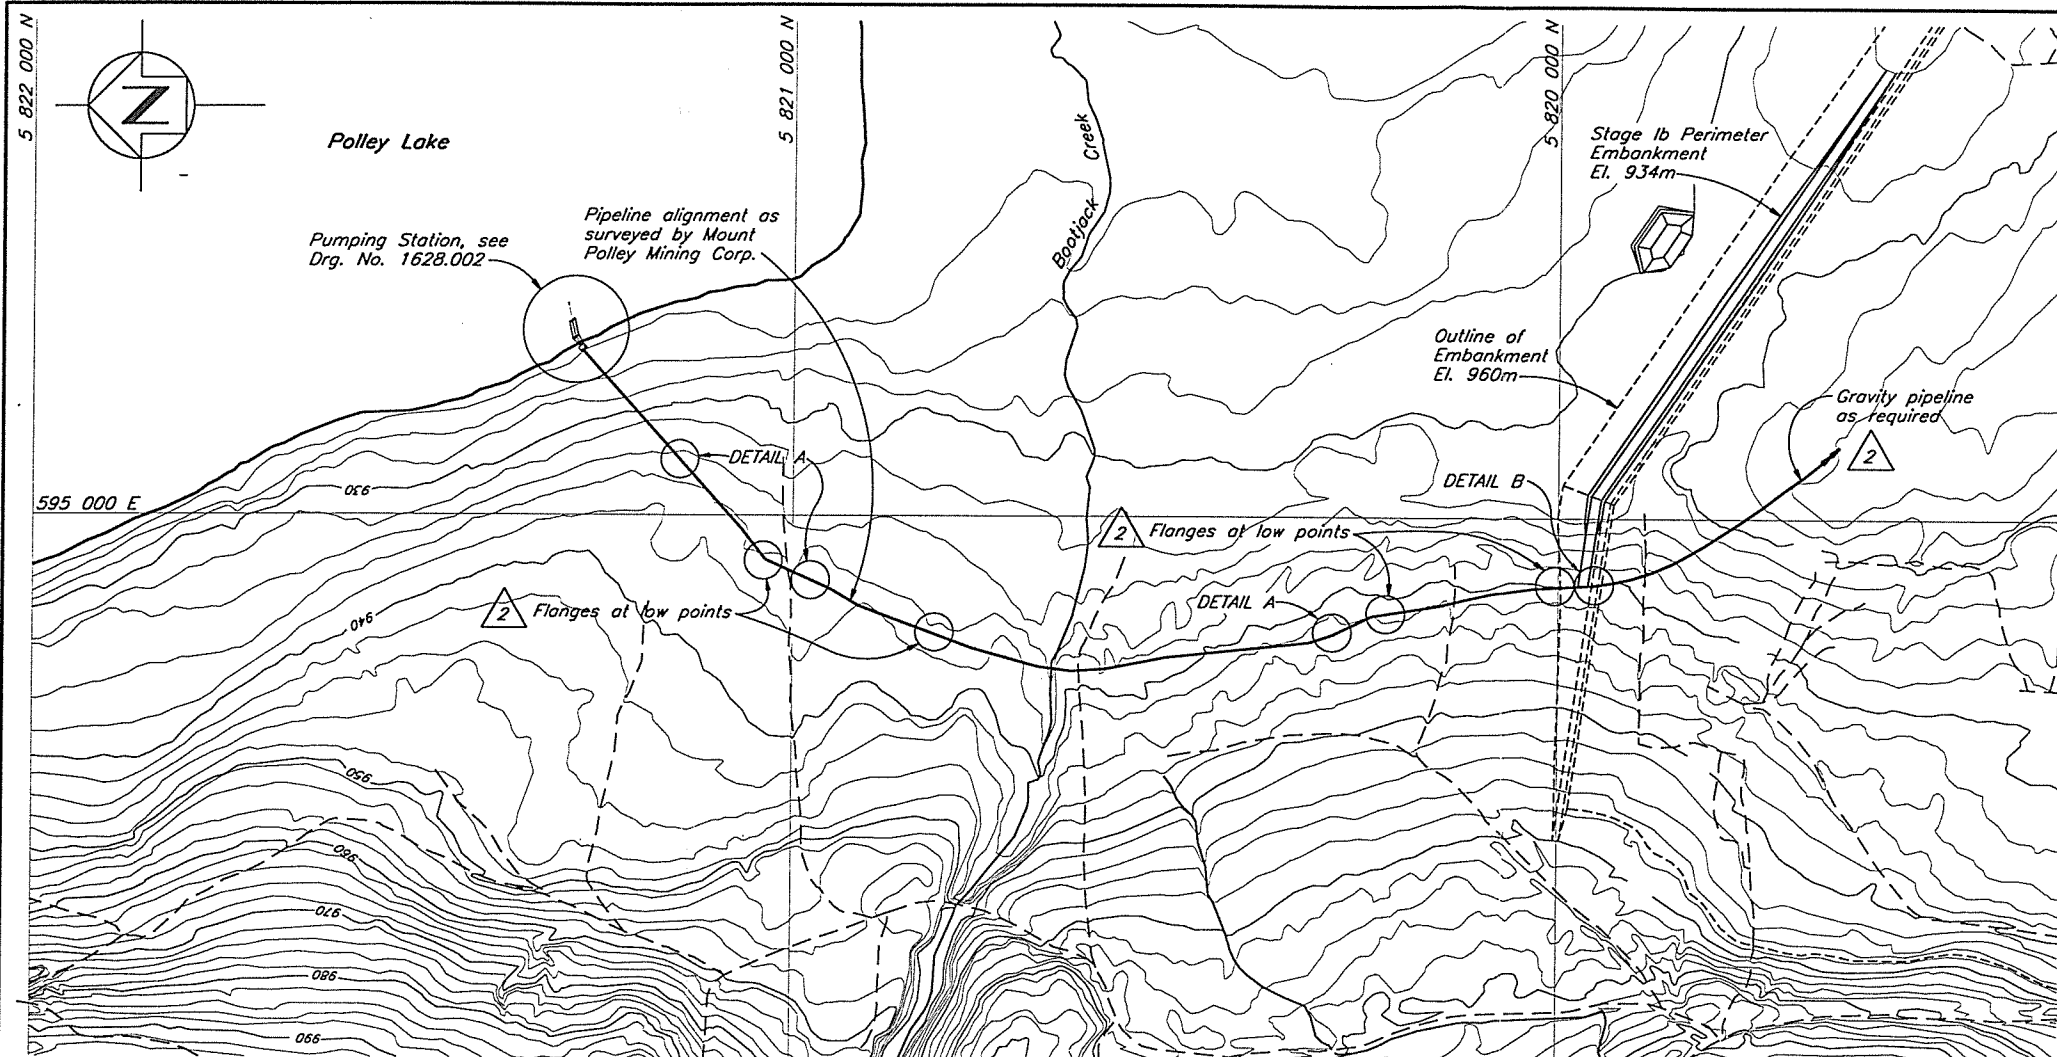 5 822 000 N
5 821 000 N
5 820 000 N
N
Polley Lake
Bootjack Creek
Pumping Station, see
Drg. No. 1628.002
Pipeline alignment as
surveyed by Mount
Polley Mining Corp.
Stage Ib Perimeter
Embankment
El. 934m
Outline of
Embankment
El. 960m
Gravity pipeline
as required
2
DETAIL A
DETAIL B
930
595 000 E
2
Flanges at low points
2
Flanges at low points
DETAIL A
940
950
960
970
980
990